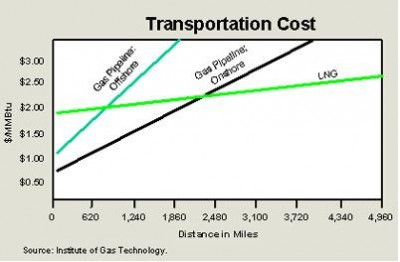 Transportation Cost
$/MMBtu
$3.00
$2.50
$2.00
$1.50
$1.00
$0.50
Gas Pipeline:
Offshore
Gas Pipeline:
Onshore
LNG
0 620 1,240 1,860 2,480 3,100 3,720 4,340 4,960
Distance in Miles
Source: Institute of Gas Technology.